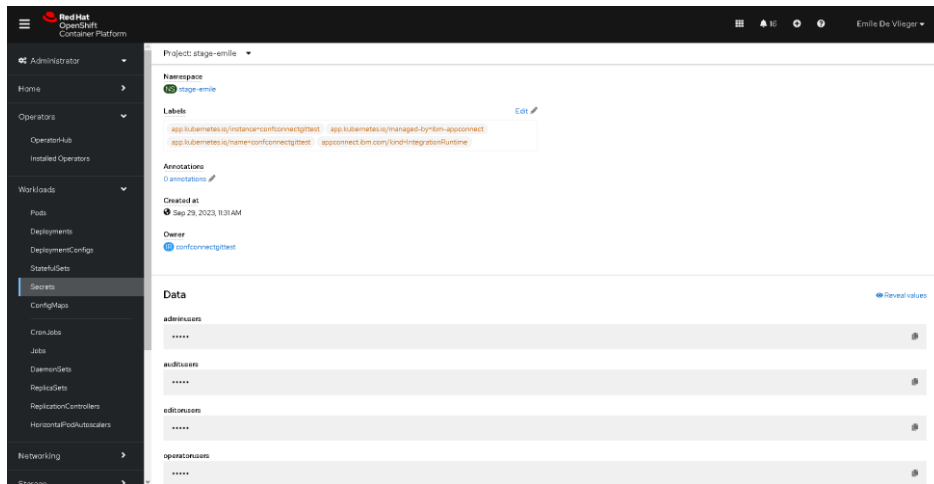 Red Hat
OpenShift
Container Platform
16
Emile De Vlieger
Administrator
Home
Operators
OperatorHub
Installed Operators
Workloads
Pods
Deployments
DeploymentConfigs
StatefulSets
Secrets
ConfigMaps
CronJobs
Jobs
DaemonSets
ReplicaSets
ReplicationControllers
HorizontalPodAutoscalers
Networking
Storage
Project: stage-emile
Namespace
NS stage-emile
Labels
Edit
app.kubernetes.io/instance=confconnectgittest app.kubernetes.io/managed-by=ibm-appconnect
app.kubernetes.io/name=confconnectgittest appconnect.ibm.com/kind=IntegrationRuntime
Annotations
0 annotations
Created at
Sep 29, 2023, 11:31 AM
Owner
IR confconnectgittest
Data
Reveal values
adminusers
•••••
auditusers
•••••
editorusers
•••••
operatorusers
•••••